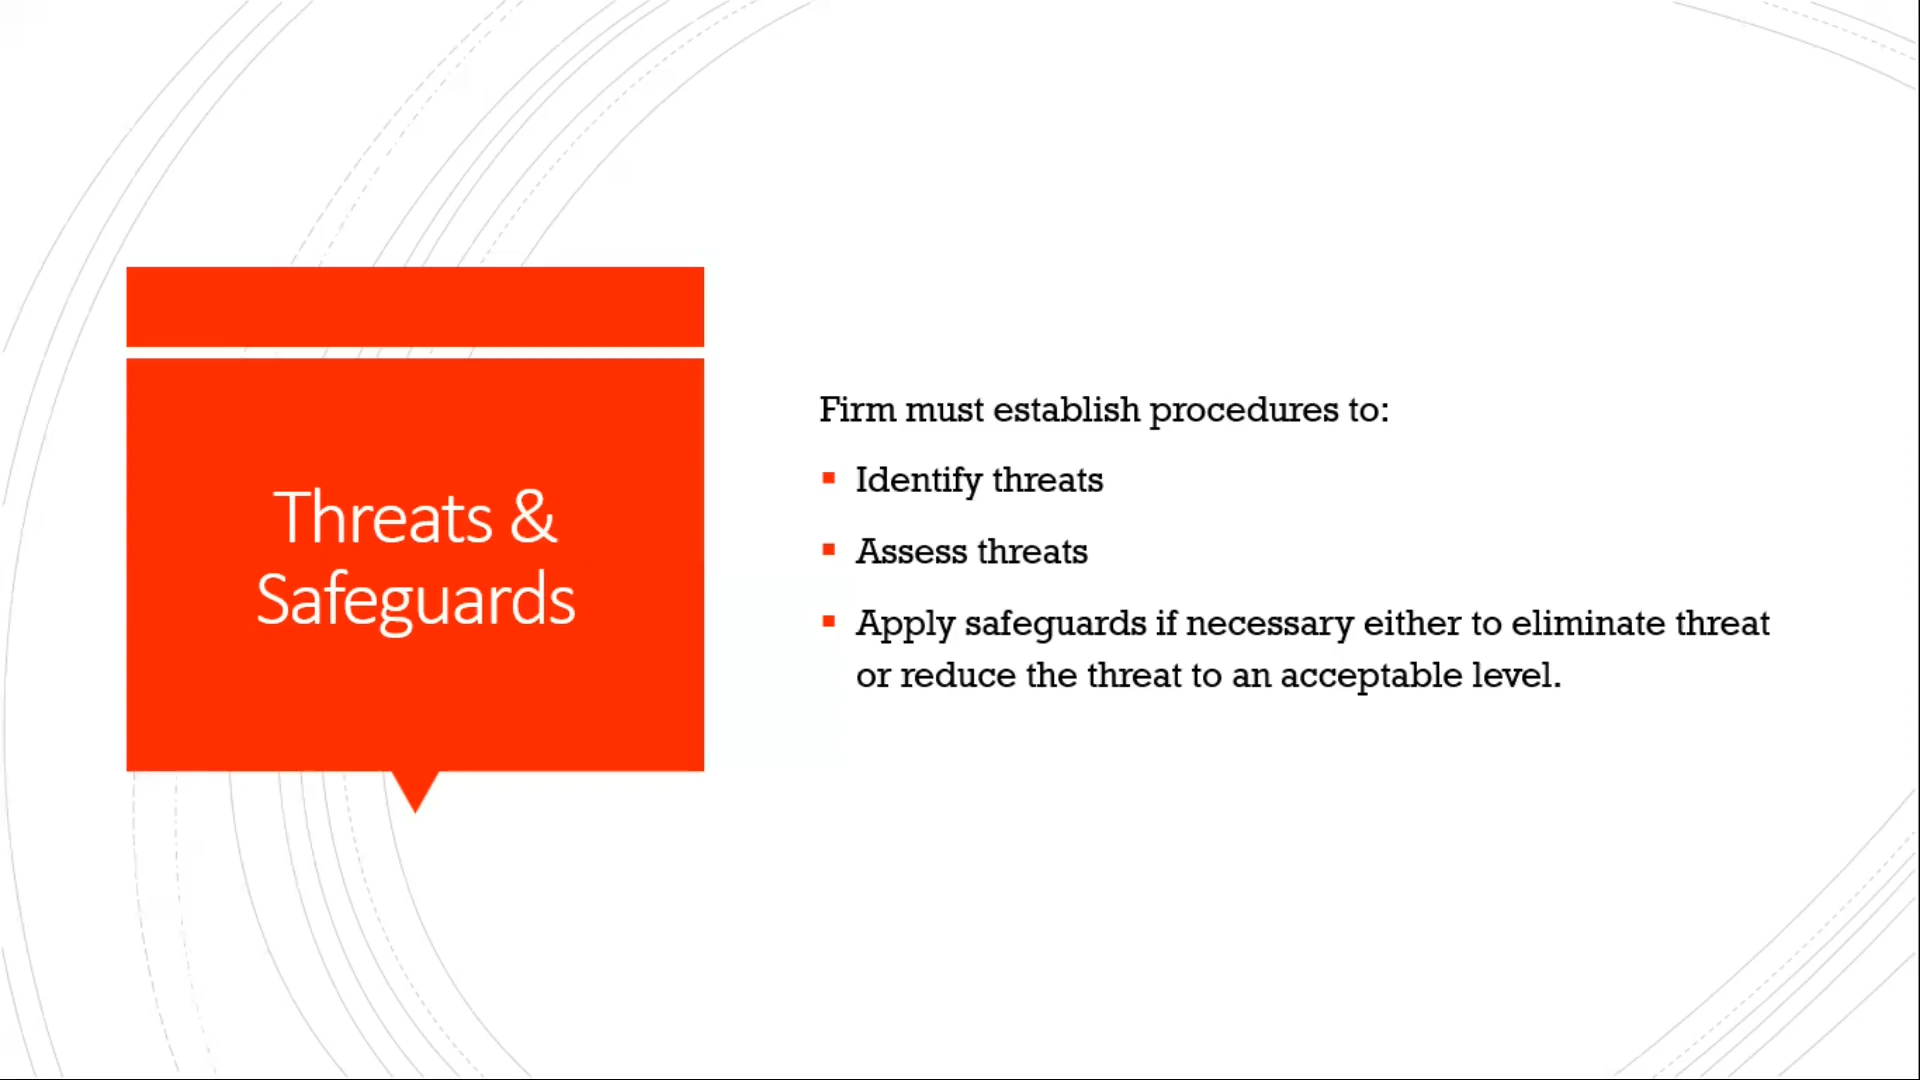 Threats &
Safeguards
Firm must establish procedures to:
Identify threats
Assess threats
Apply safeguards if necessary either to eliminate threat
or reduce the threat to an acceptable level.